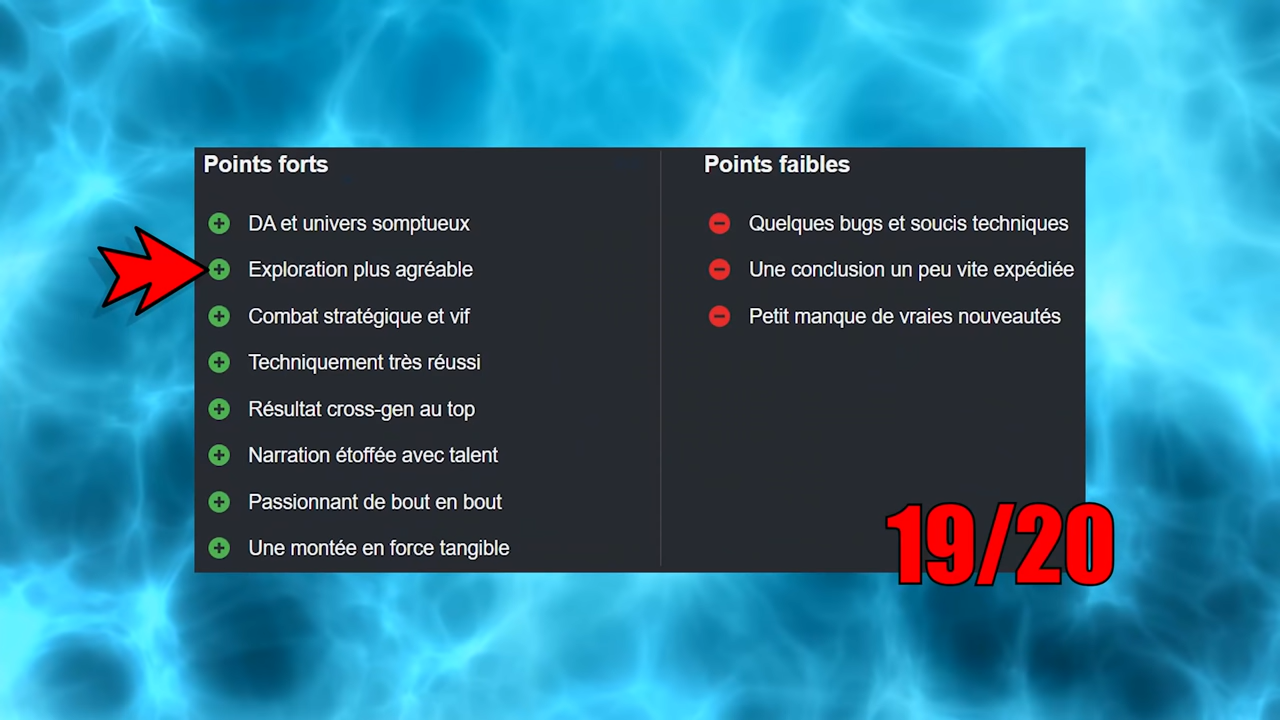 Points forts
DA et univers somptueux
Exploration plus agréable
Combat stratégique et vif
Techniquement très réussi
Résultat cross-gen au top
Narration étoffée avec talent
Passionnant de bout en bout
Une montée en force tangible
Points faibles
Quelques bugs et soucis techniques
Une conclusion un peu vite expédiée
Petit manque de vraies nouveautés
19/20